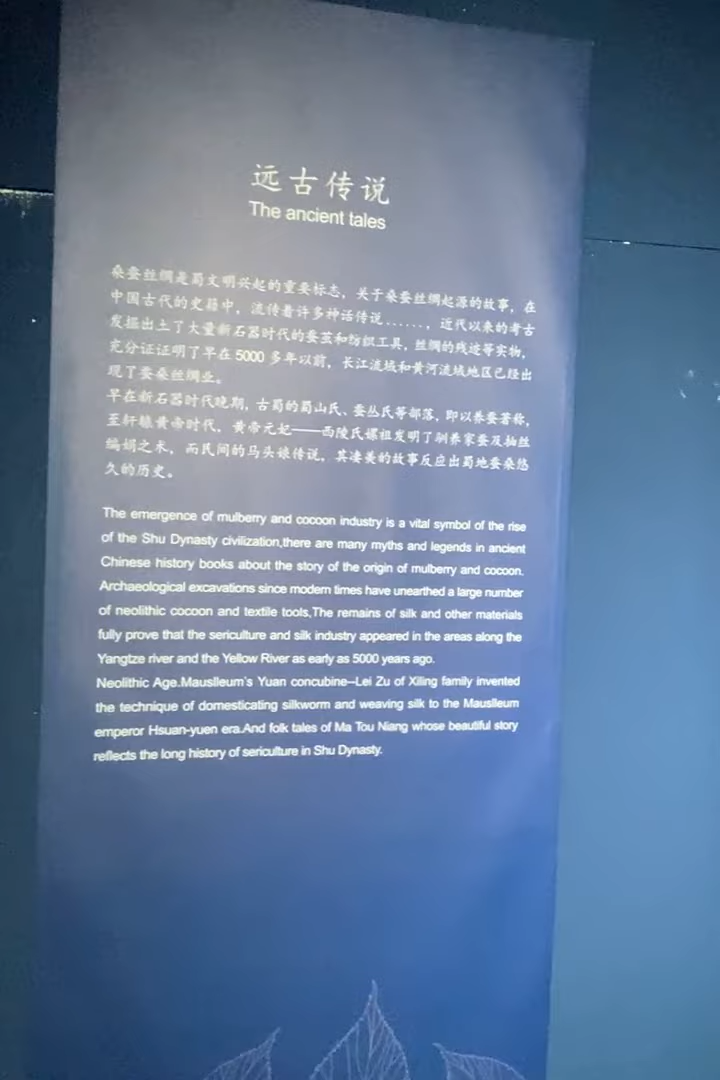 远古传说
The ancient tales
桑蚕丝绸是蜀文明兴起的重要标志，关于桑蚕丝绸起源的故事，在
中国古代的史籍中，流传着许多神话传说......，近代以来的考古
发掘出土了大量新石器时代的蚕茧和纺织工具，丝绸的残迹等实物，
充分证证明了早在 5000 多年以前，长江流域和黄河流域地区已经出
现了蚕桑丝绸业。
早在新石器时代晚期，古蜀的蜀山氏、蚕丛氏等部落，即以养蚕著称，
至轩辕黄帝时代，黄帝元妃——西陵氏嫘祖发明了驯养家蚕及抽丝
编绢之术，而民间的马头娘传说，其凄美的故事反应出蜀地蚕桑悠
久的历史。
The emergence of mulberry and cocoon industry is a vital symbol of the rise
of the Shu Dynasty civilization,there are many myths and legends in ancient
Chinese history books about the story of the origin of mulberry and cocoon.
Archaeological excavations since modern times have unearthed a large number
of neolithic cocoon and textile tools,The remains of silk and other materials
fully prove that the sericulture and silk industry appeared in the areas along the
Yangtze river and the Yellow River as early as 5000 years ago.
Neolithic Age.Mauslleum's Yuan concubine--Lei Zu of Xiling family invented
the technique of domesticating silkworm and weaving silk to the Mauslleum
emperor Hsuan-yuen era.And folk tales of Ma Tou Niang whose beautiful story
reflects the long history of sericulture in Shu Dynasty.